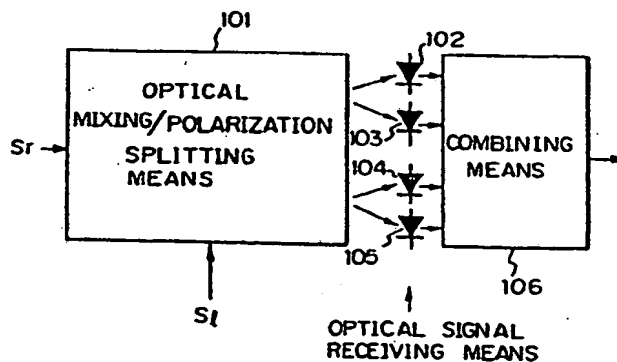 101
102
OPTICAL
MIXING/POLARIZATION
SPLITTING
MEANS
Sr
103
104
105
COMBINING
MEANS
106
Sl
OPTICAL SIGNAL
RECEIVING MEANS